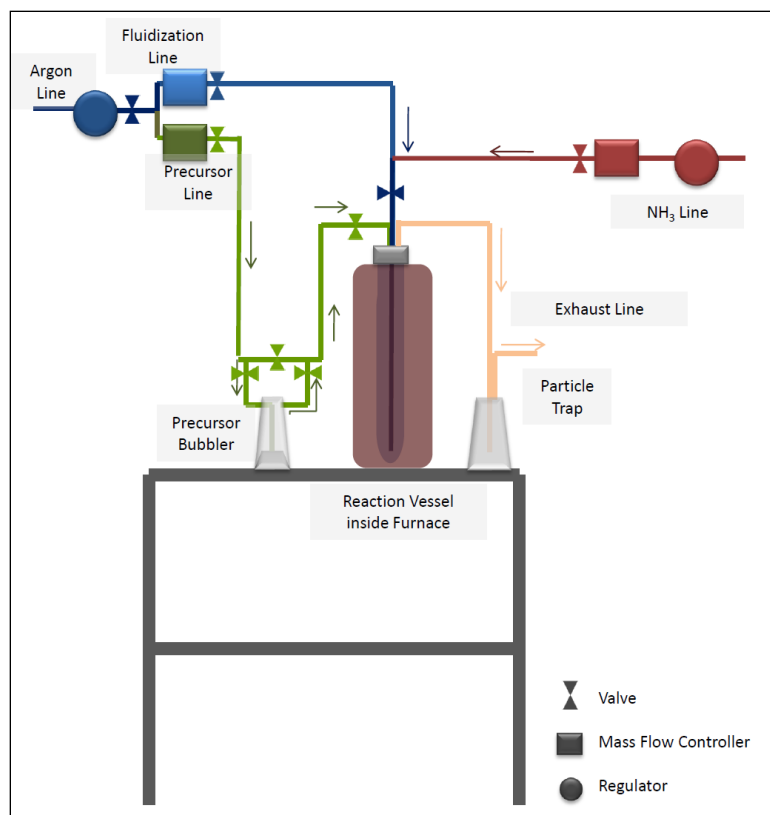 Fluidization
Line
Argon
Line
Precursor
Line
NH₃ Line
Exhaust Line
Particle
Trap
Precursor
Bubbler
Reaction Vessel
inside Furnace
Valve
Mass Flow Controller
Regulator